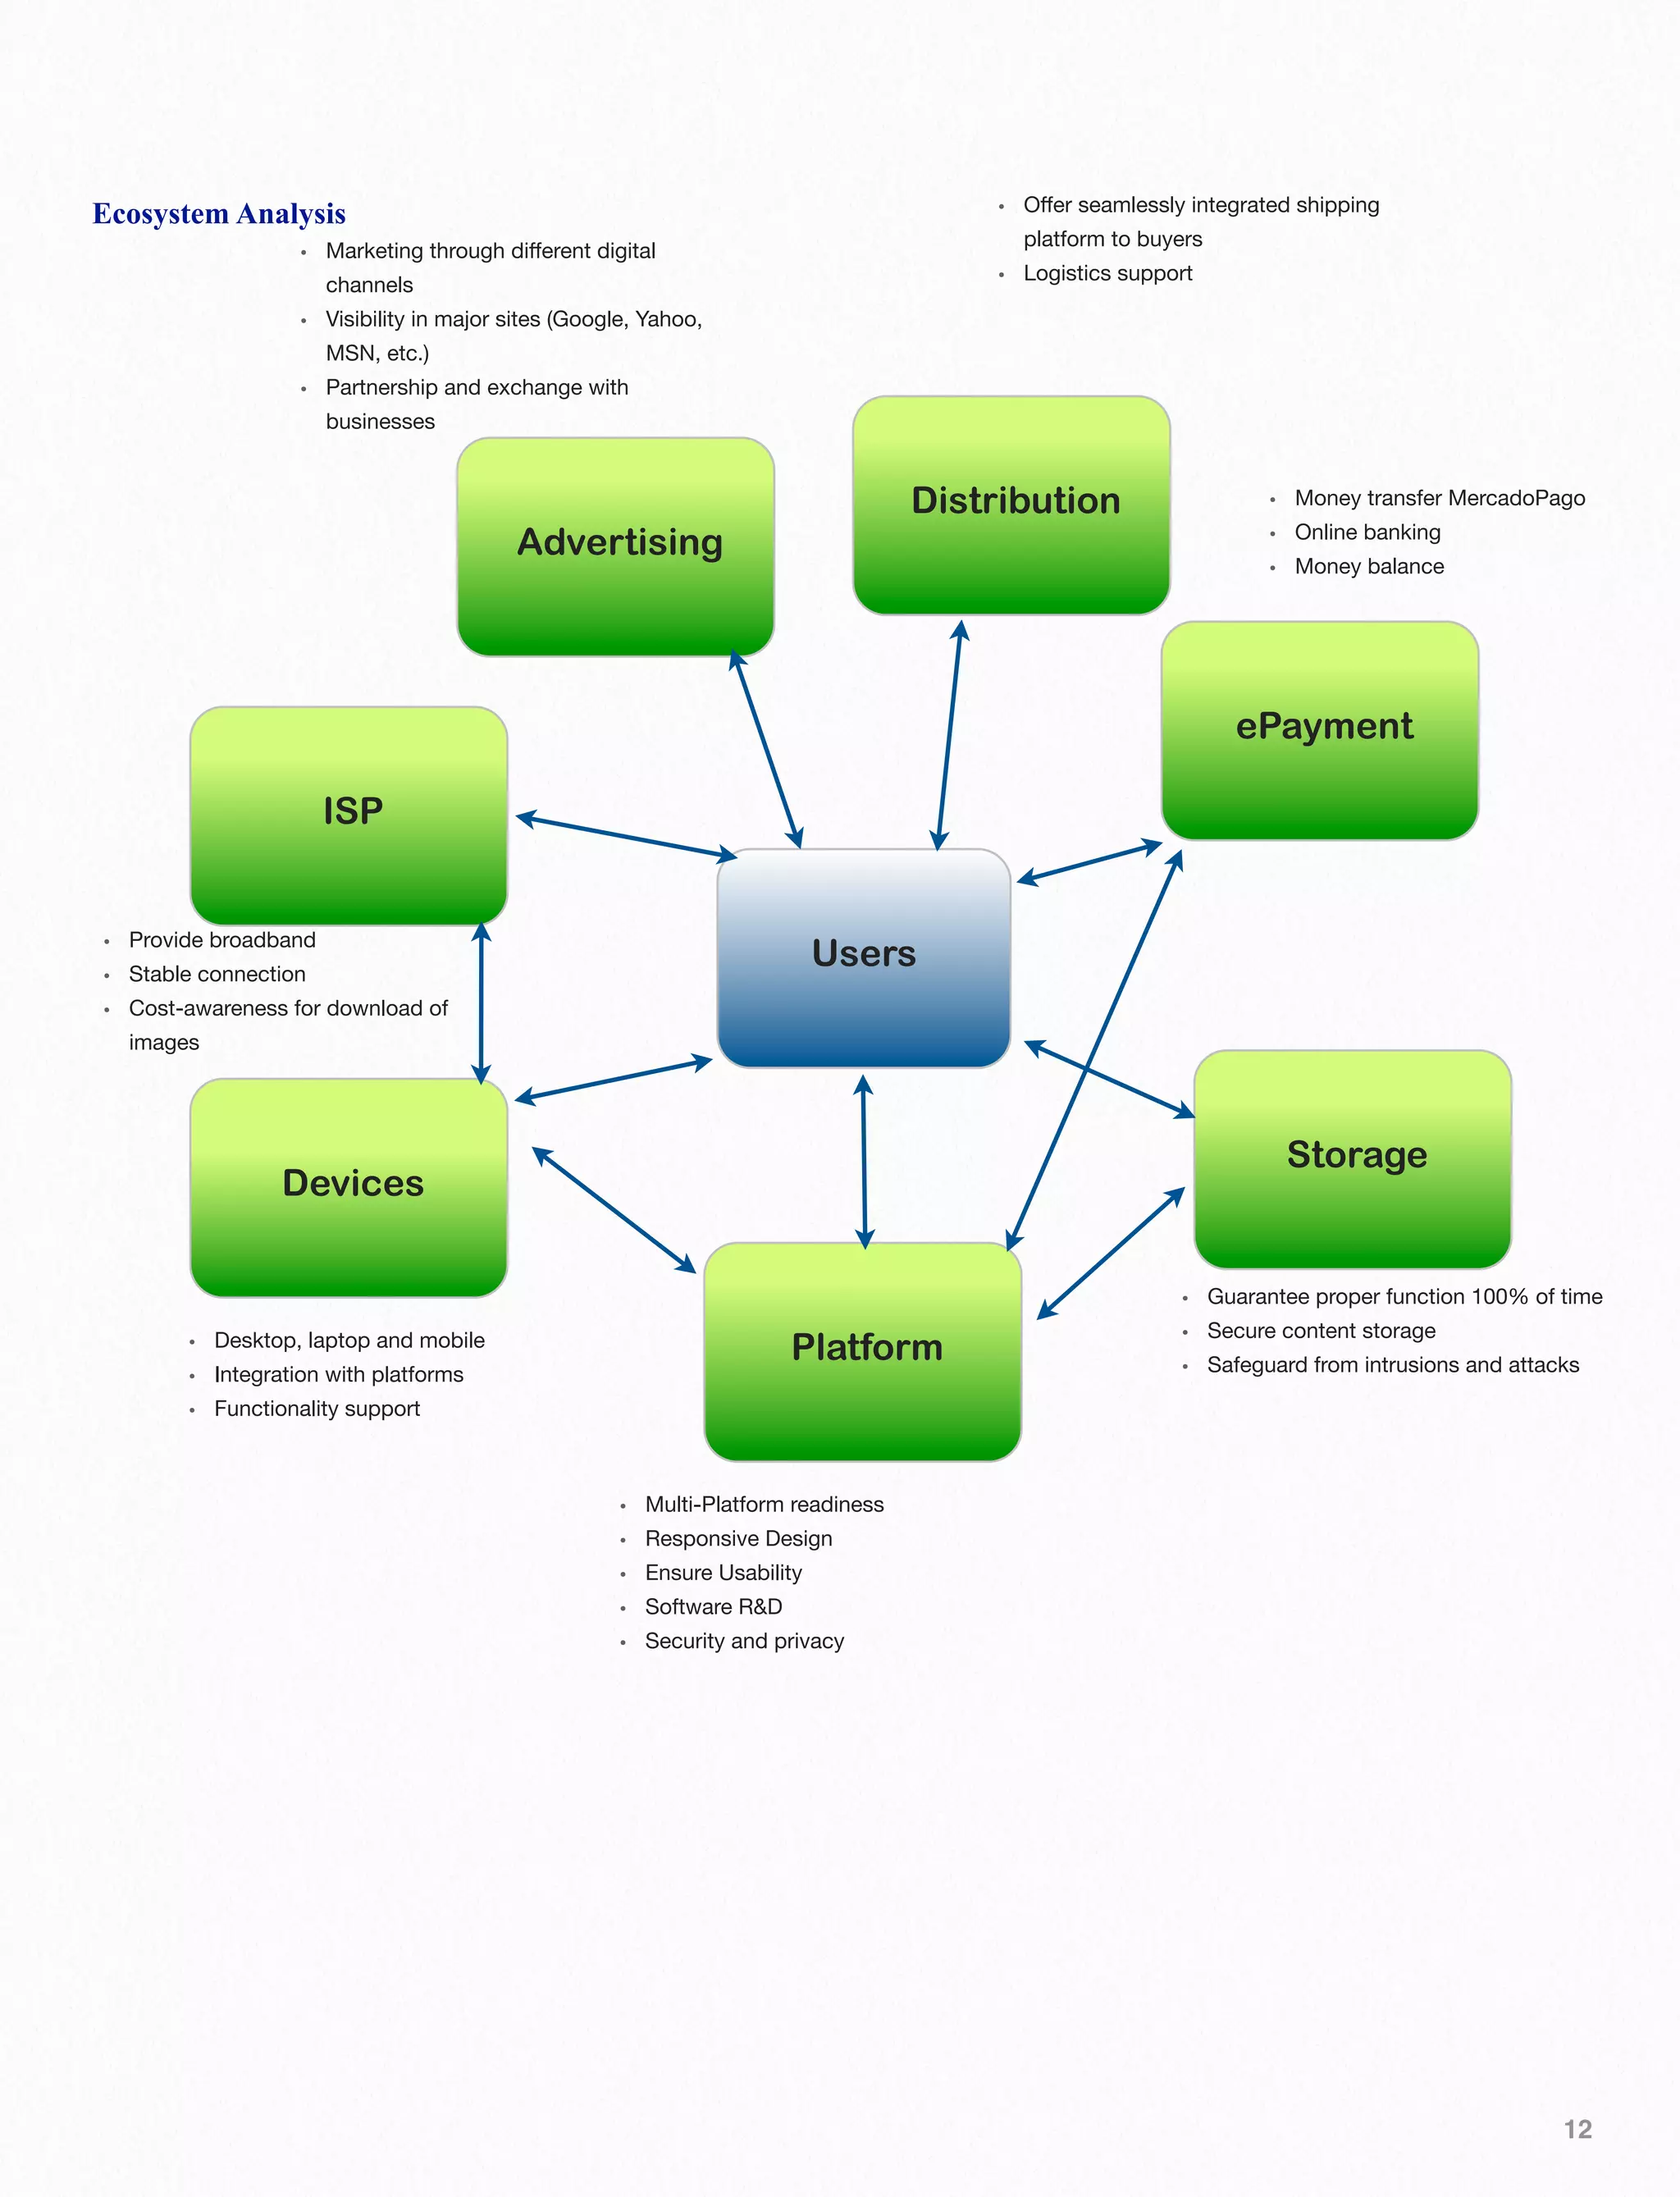 Ecosystem Analysis
• Marketing through different digital
channels
• Visibility in major sites (Google, Yahoo,
MSN, etc.)
• Partnership and exchange with
businesses
• Offer seamlessly integrated shipping
platform to buyers
• Logistics support
Distribution
Advertising
• Money transfer MercadoPago
• Online banking
• Money balance
ePayment
ISP
• Provide broadband
• Stable connection
• Cost-awareness for download of
images
Users
Devices
Storage
• Desktop, laptop and mobile
• Integration with platforms
• Functionality support
Platform
• Guarantee proper function 100% of time
• Secure content storage
• Safeguard from intrusions and attacks
• Multi-Platform readiness
• Responsive Design
• Ensure Usability
• Software R&D
• Security and privacy
12